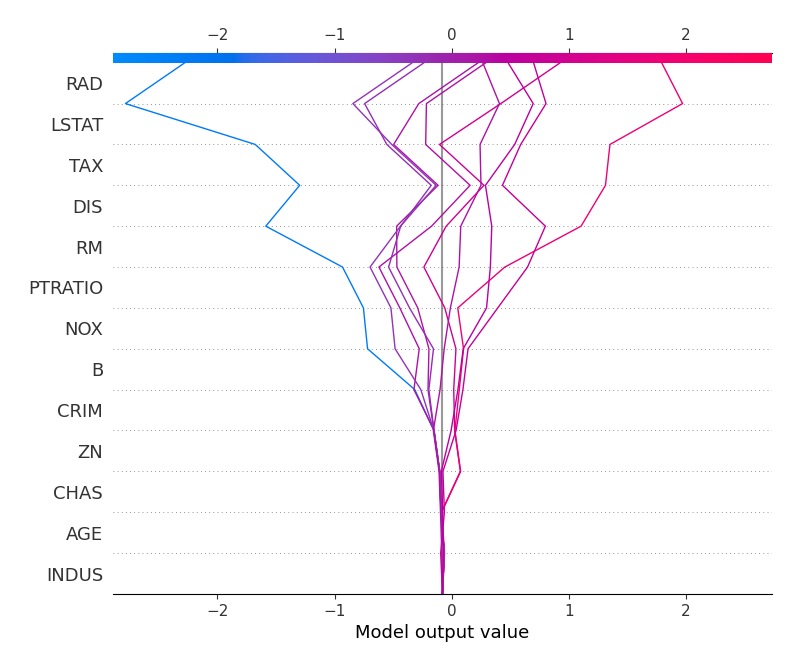 −2 −1 0 1 2
RAD
LSTAT
TAX
DIS
RM
PTRATIO
NOX
B
CRIM
ZN
CHAS
AGE
INDUS
−2 −1 0 1 2
Model output value